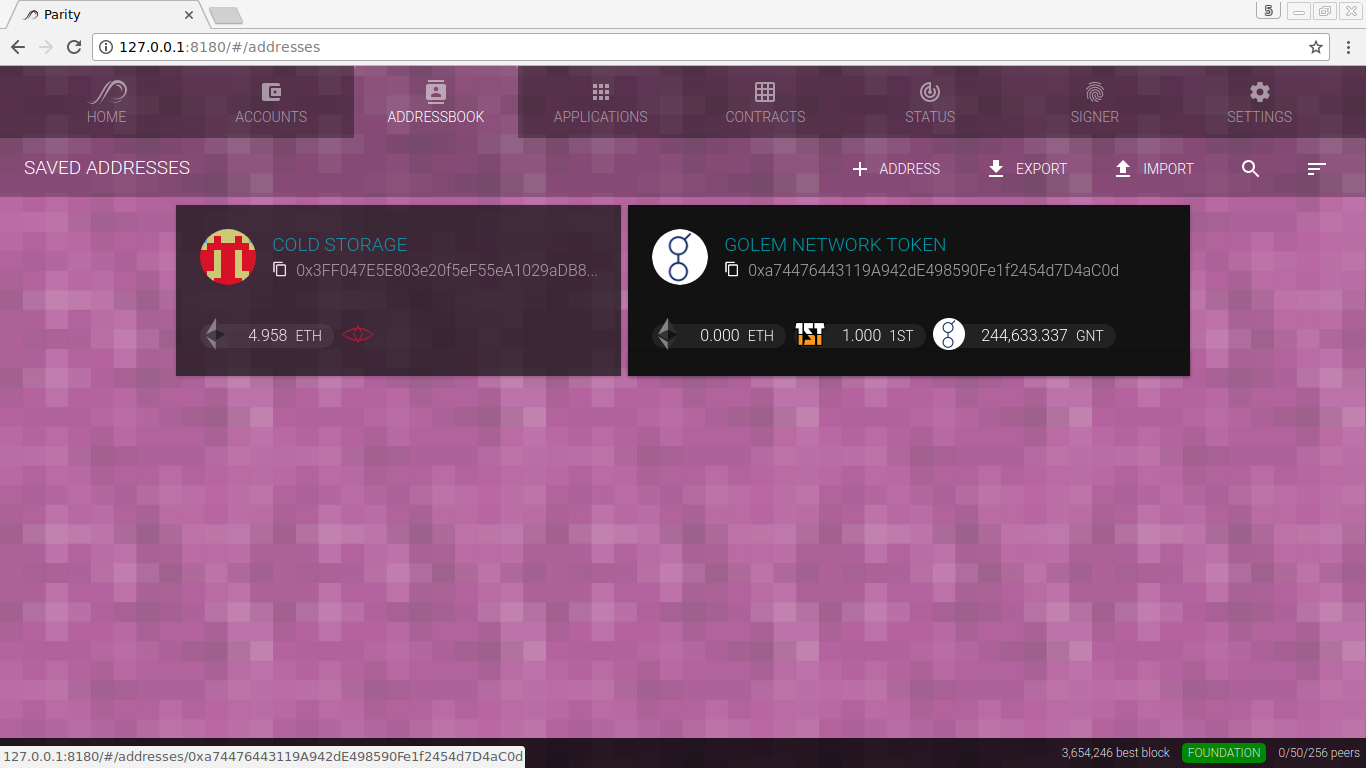 Parity
5
127.0.0.1:8180/#/addresses
HOME
ACCOUNTS
ADDRESSBOOK
APPLICATIONS
CONTRACTS
STATUS
SIGNER
SETTINGS
SAVED ADDRESSES
ADDRESS
EXPORT
IMPORT
COLD STORAGE
0x3FF047E5E803e20f5eF55eA1029aDB8...
4.958 ETH
GOLEM NETWORK TOKEN
0xa74476443119A942dE498590Fe1f2454d7D4aC0d
0.000 ETH
1ST
1.000 1ST
244,633.337 GNT
127.0.0.1:8180/#/addresses/0xa74476443119A942dE498590Fe1f2454d7D4aC0d
3,654,246 best block
FOUNDATION
0/50/256 peers